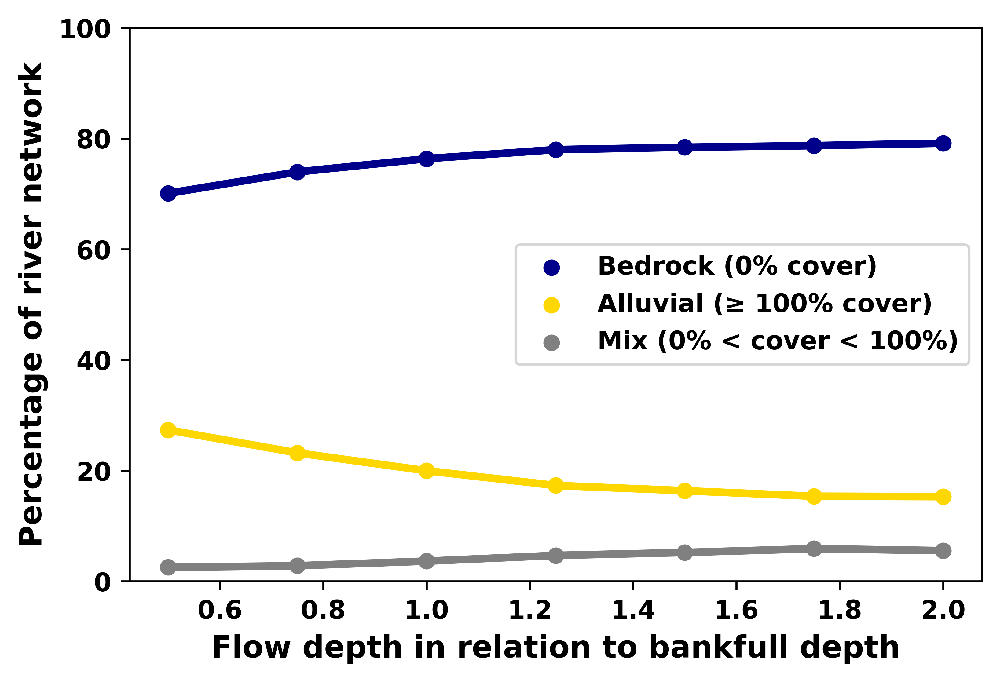 100
80
60
40
20
0
Percentage of river network
Bedrock (0% cover)
Alluvial (≥ 100% cover)
Mix (0% < cover < 100%)
0.6 0.8 1.0 1.2 1.4 1.6 1.8 2.0
Flow depth in relation to bankfull depth